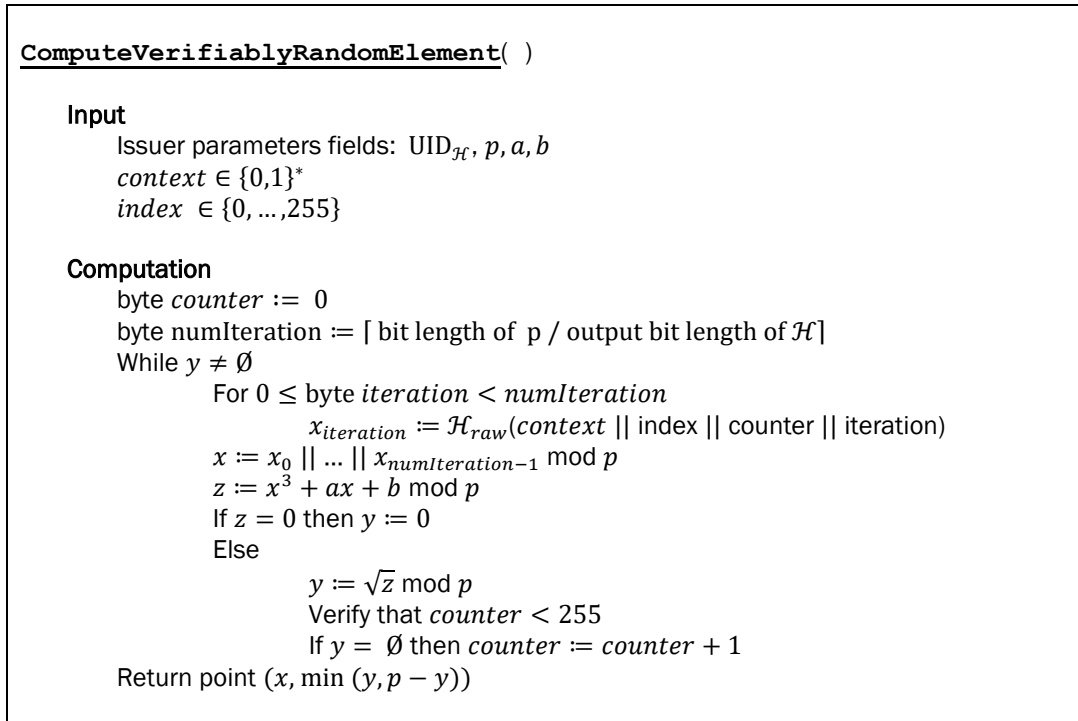 ComputeVerifiablyRandomElement( )
Input
Issuer parameters fields: UID_ℋ, p, a, b
context ∈ {0,1}*
index ∈ {0, … ,255}
Computation
byte counter := 0
byte numIteration := ⌈ bit length of p / output bit length of ℋ⌉
While y ≠ Ø
For 0 ≤ byte iteration < numIteration
x_iteration := ℋ_raw(context || index || counter || iteration)
x := x_0 || … || x_numIteration−1 mod p
z := x³ + ax + b mod p
If z = 0 then y := 0
Else
y := √z mod p
Verify that counter < 255
If y = Ø then counter := counter + 1
Return point (x, min (y, p − y))